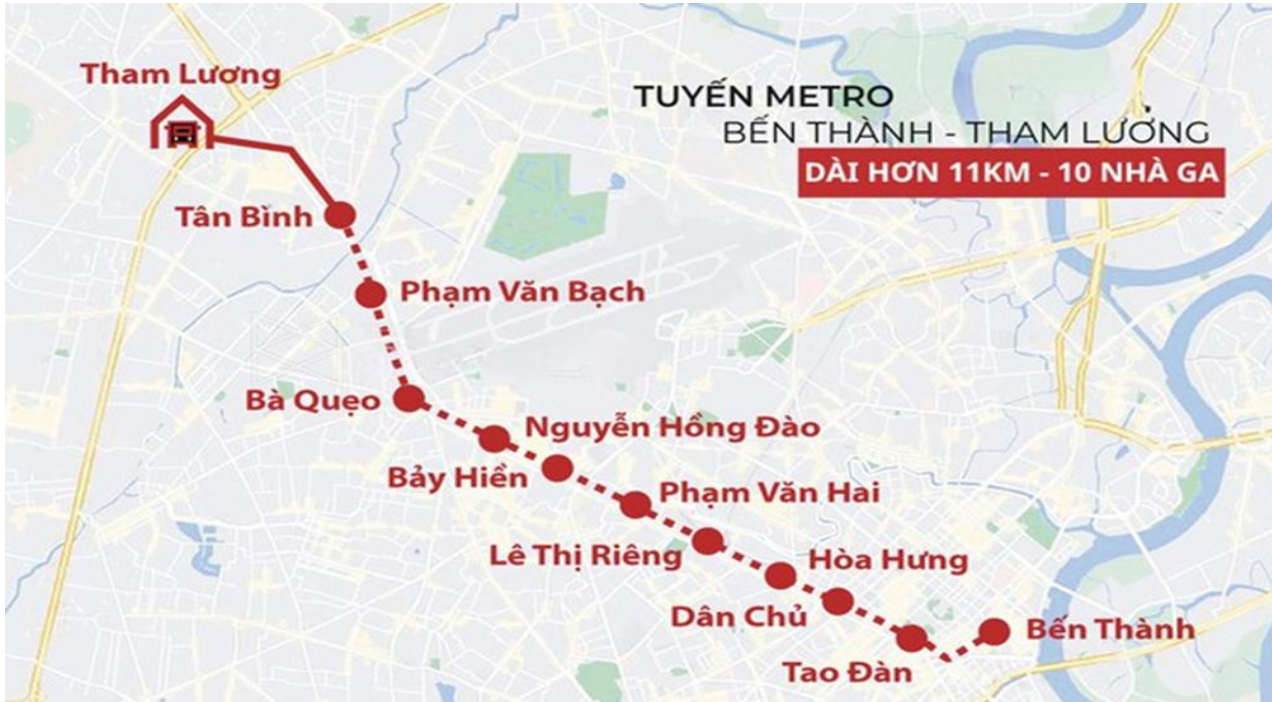 Tham Lương
TUYẾN METRO
BẾN THÀNH - THAM LƯƠNG
DÀI HƠN 11KM - 10 NHÀ GA
Tân Bình
Phạm Văn Bạch
Bà Quẹo
Nguyễn Hồng Đào
Bảy Hiền
Phạm Văn Hai
Lê Thị Riêng
Hòa Hưng
Dân Chủ
Bến Thành
Tao Đàn